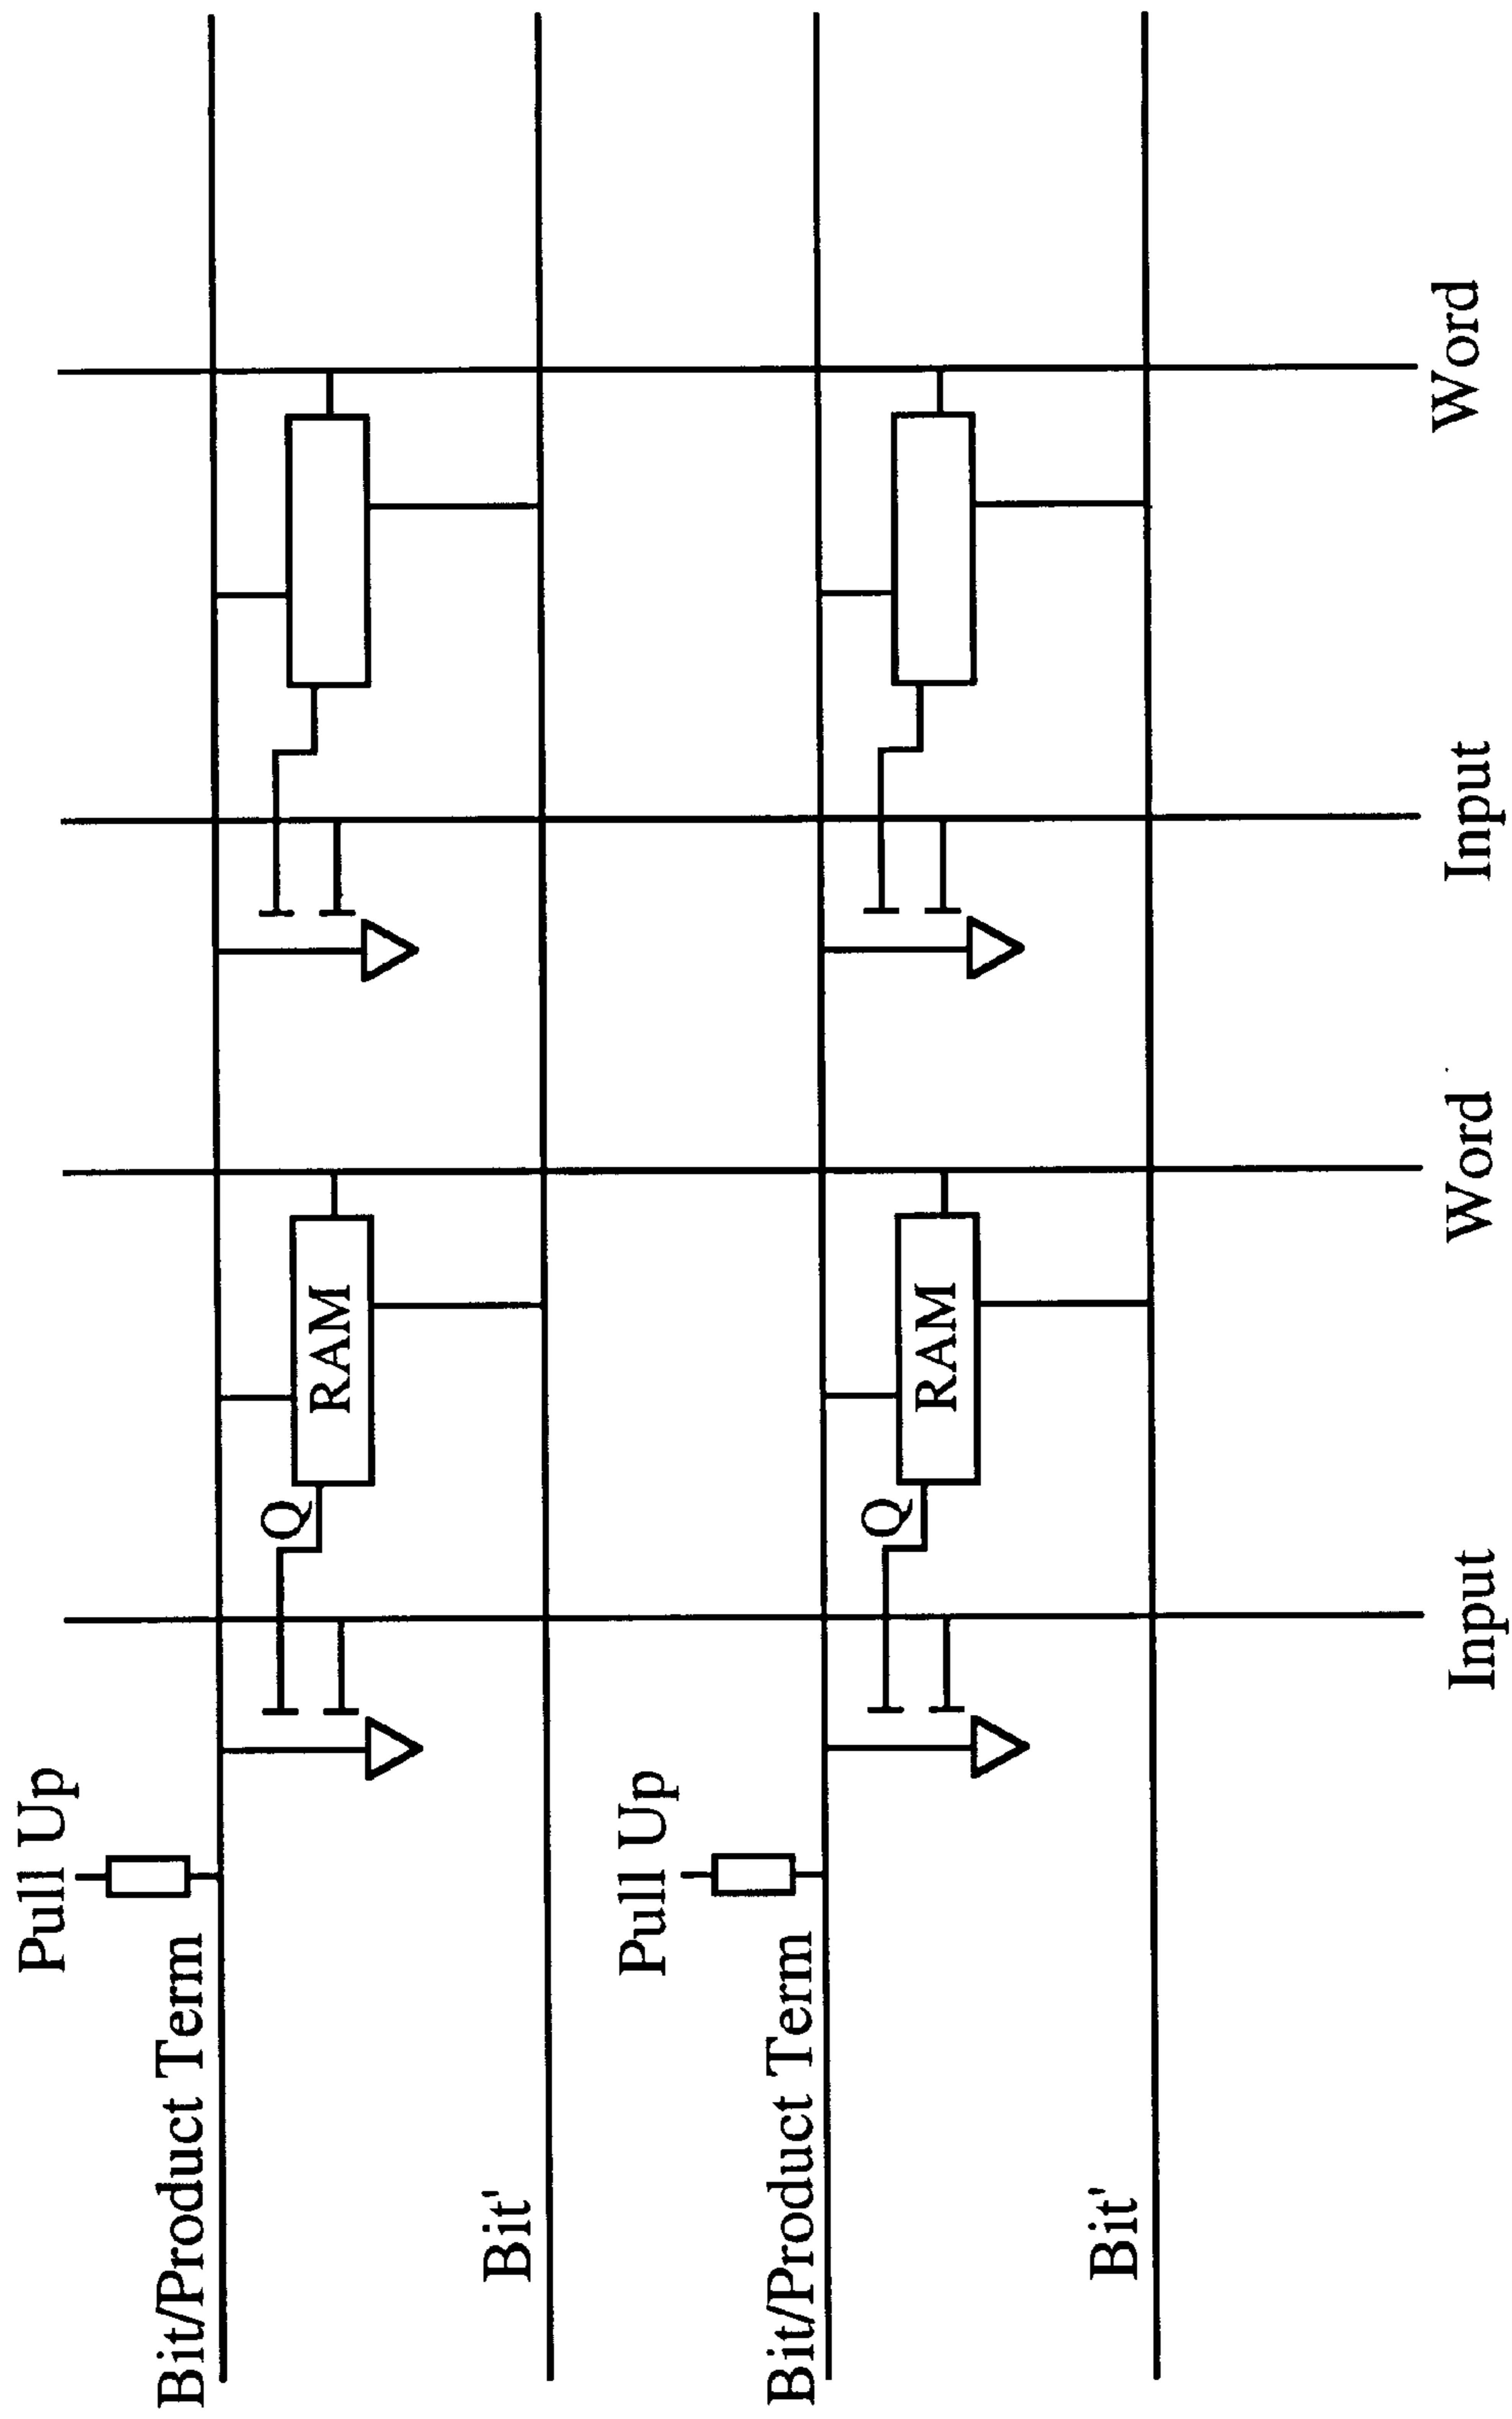 Pull Up
Bit/Product Term
Q
RAM
Bit'
Pull Up
Bit/Product Term
Q
RAM
Bit'
Input Word Input Word